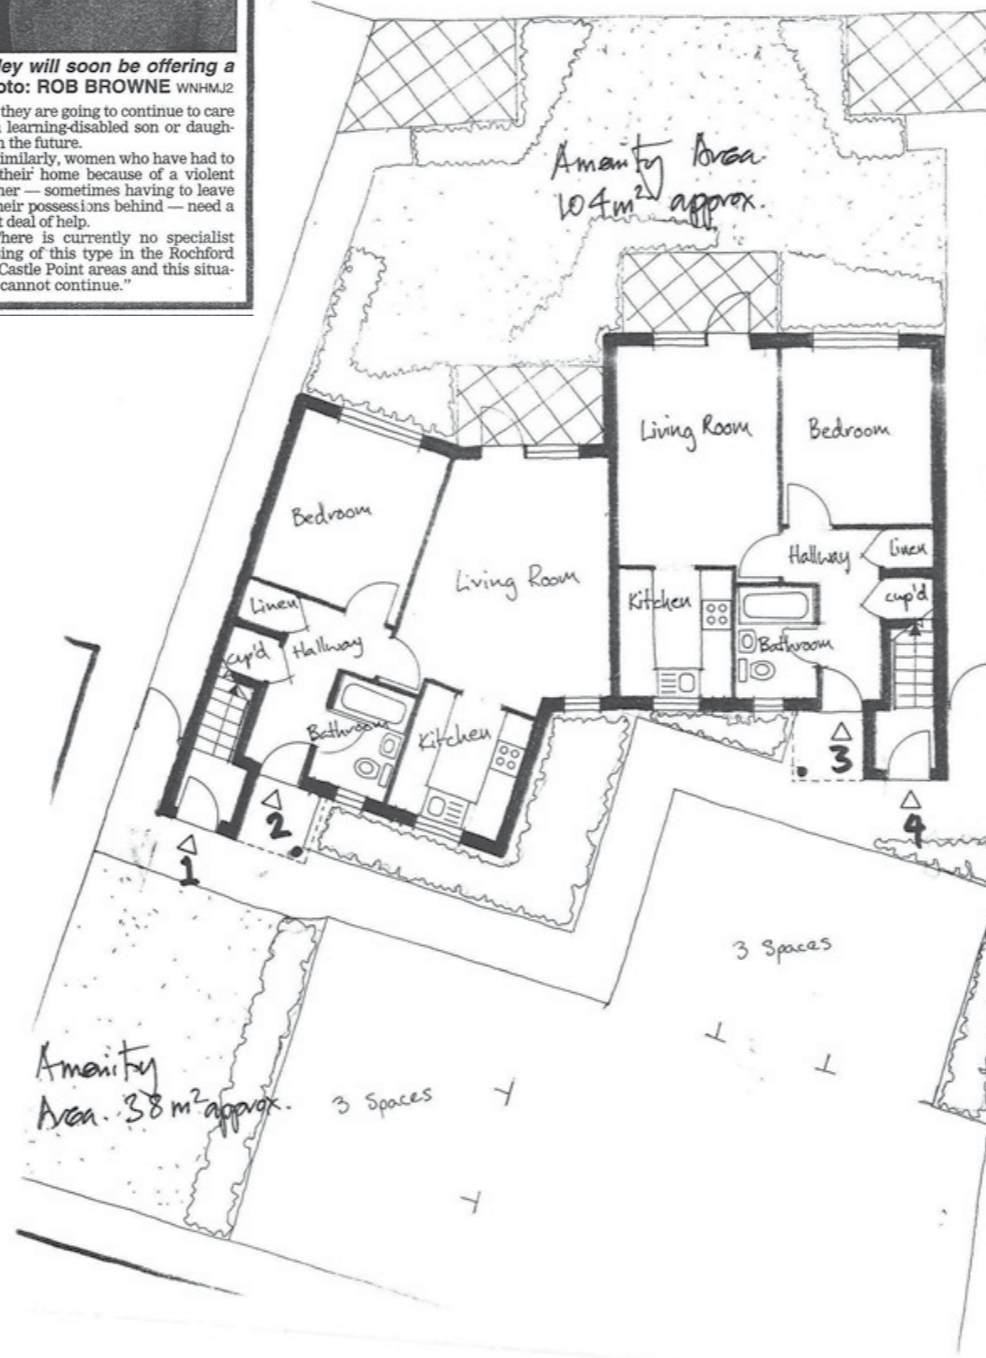 ley will soon be offering a
oto: ROB BROWNE WNHMJ2
they are going to continue to care
learning-disabled son or daugh-
n the future.
imilarly, women who have had to
their home because of a violent
ner — sometimes having to leave
heir possessions behind — need a
t deal of help.
here is currently no specialist
ing of this type in the Rochford
Castle Point areas and this situa-
cannot continue."
Amenity Area.
104m² approx.
Living Room
Bedroom
Bedroom
Living Room
Hallway
Linen
Kitchen
cup'd
Linen
Bathroom
cup'd
Hallway
Bathroom
Kitchen
3
4
2
1
3 Spaces
Amenity
Area. 38m² approx.
3 Spaces